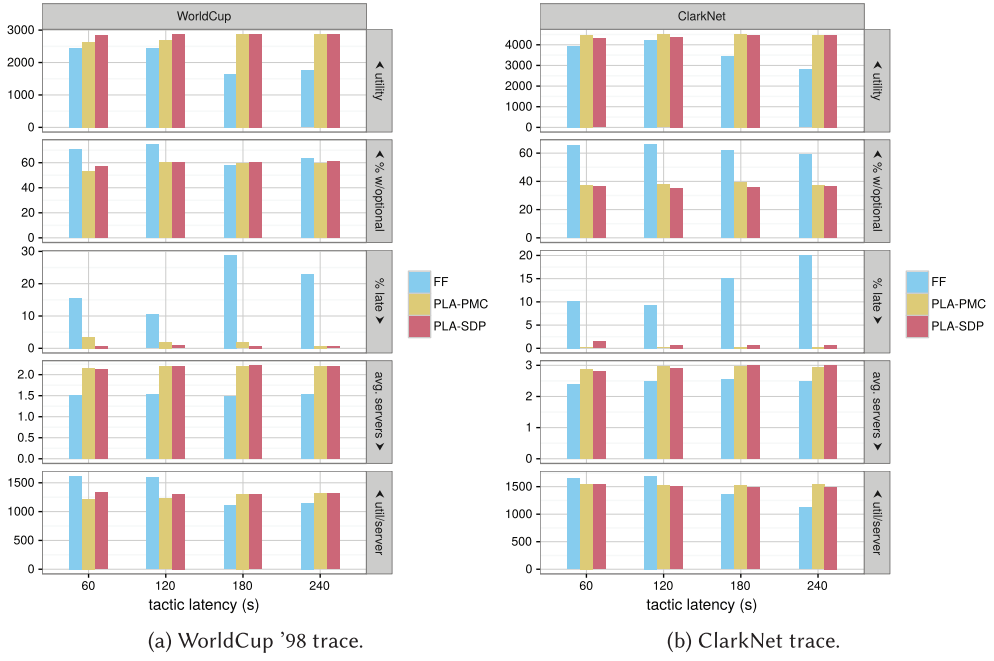 WorldCup
3000
2000
1000
0
➤ utility
60
40
20
0
➤ % w/optional
30
20
10
0
% late ➤
2.0
1.5
1.0
0.5
0.0
avg. servers ➤
1500
1000
500
0
➤ util/server
60 120 180 240
tactic latency (s)
FF
PLA-PMC
PLA-SDP
(a) WorldCup ’98 trace.
ClarkNet
4000
3000
2000
1000
0
➤ utility
60
40
20
0
➤ % w/optional
20
15
10
5
0
% late ➤
3
2
1
0
avg. servers ➤
1500
1000
500
0
➤ util/server
60 120 180 240
tactic latency (s)
FF
PLA-PMC
PLA-SDP
(b) ClarkNet trace.